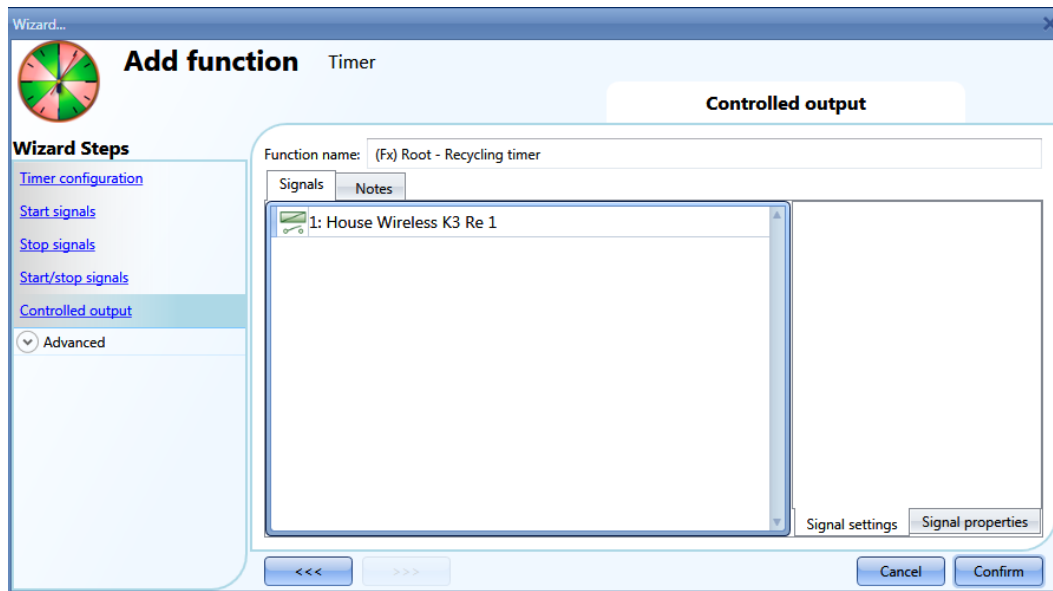 Wizard...
Add function Timer
Controlled output
Wizard Steps
Timer configuration
Start signals
Stop signals
Start/stop signals
Controlled output
Advanced
Function name: (Fx) Root - Recycling timer
Signals Notes
1: House Wireless K3 Re 1
Signal settings Signal properties
<<< >>> Cancel Confirm